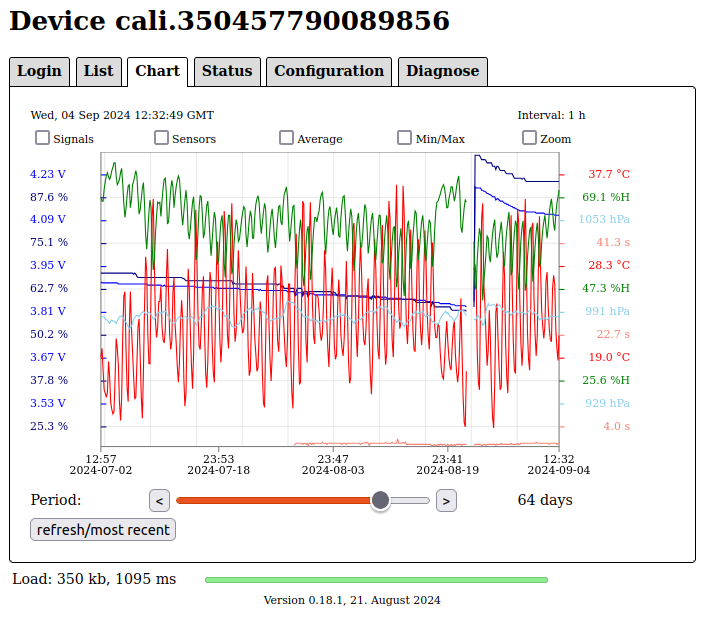 Device cali.350457790089856
Login List Chart Status Configuration Diagnose
Wed, 04 Sep 2024 12:32:49 GMT Interval: 1 h
Signals Sensors Average Min/Max Zoom
4.23 V 37.7 °C
87.6 % 69.1 %H
4.09 V 1053 hPa
75.1 % 41.3 s
3.95 V 28.3 °C
62.7 % 47.3 %H
3.81 V 991 hPa
50.2 % 22.7 s
3.67 V 19.0 °C
37.8 % 25.6 %H
3.53 V 929 hPa
25.3 % 4.0 s
12:57 23:53 23:47 23:41 12:32
2024-07-02 2024-07-18 2024-08-03 2024-08-19 2024-09-04
Period: < > 64 days
refresh/most recent
Load: 350 kb, 1095 ms
Version 0.18.1, 21. August 2024